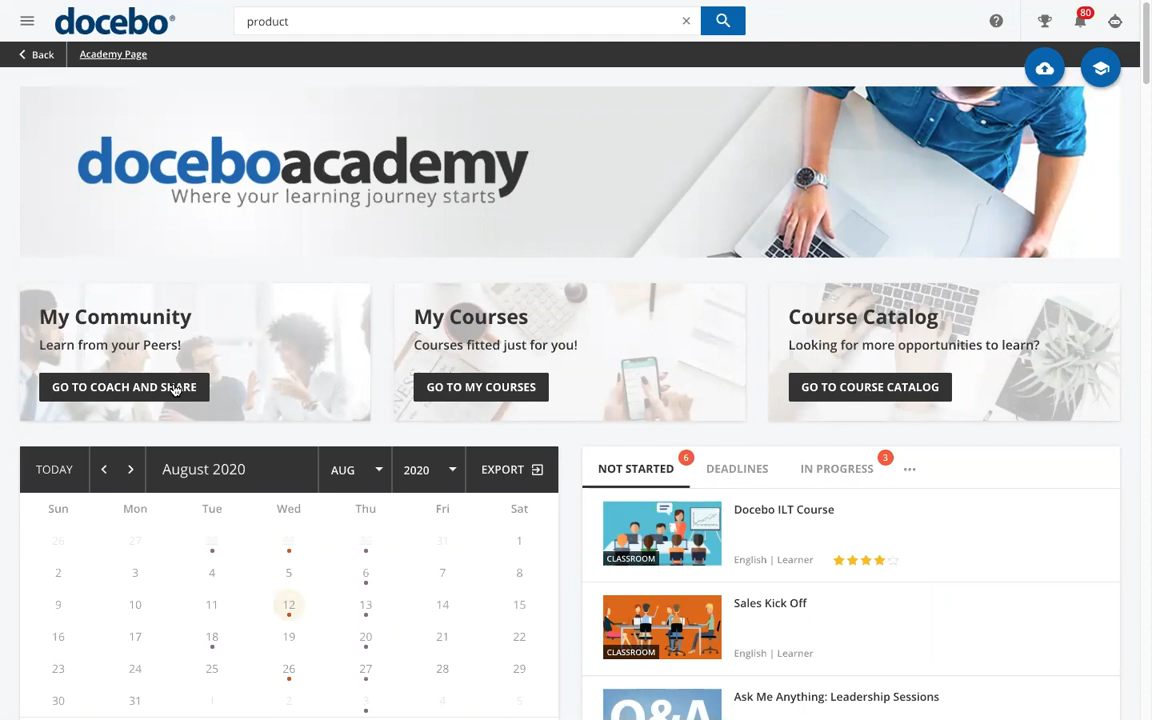 docebo®
product
80
Back
Academy Page
doceboacademy
Where your learning journey starts
My Community
Learn from your Peers!
GO TO COACH AND SHARE
My Courses
Courses fitted just for you!
GO TO MY COURSES
Course Catalog
Looking for more opportunities to learn?
GO TO COURSE CATALOG
TODAY
August 2020
AUG
2020
EXPORT
Sun Mon Tue Wed Thu Fri Sat
26 27 28 29 30 31 1
2 3 4 5 6 7 8
9 10 11 12 13 14 15
16 17 18 19 20 21 22
23 24 25 26 27 28 29
30 31 1 2 3 4 5
NOT STARTED 6
DEADLINES
IN PROGRESS 3
Docebo ILT Course
CLASSROOM
English | Learner
Sales Kick Off
CLASSROOM
English | Learner
Ask Me Anything: Leadership Sessions
Q&A